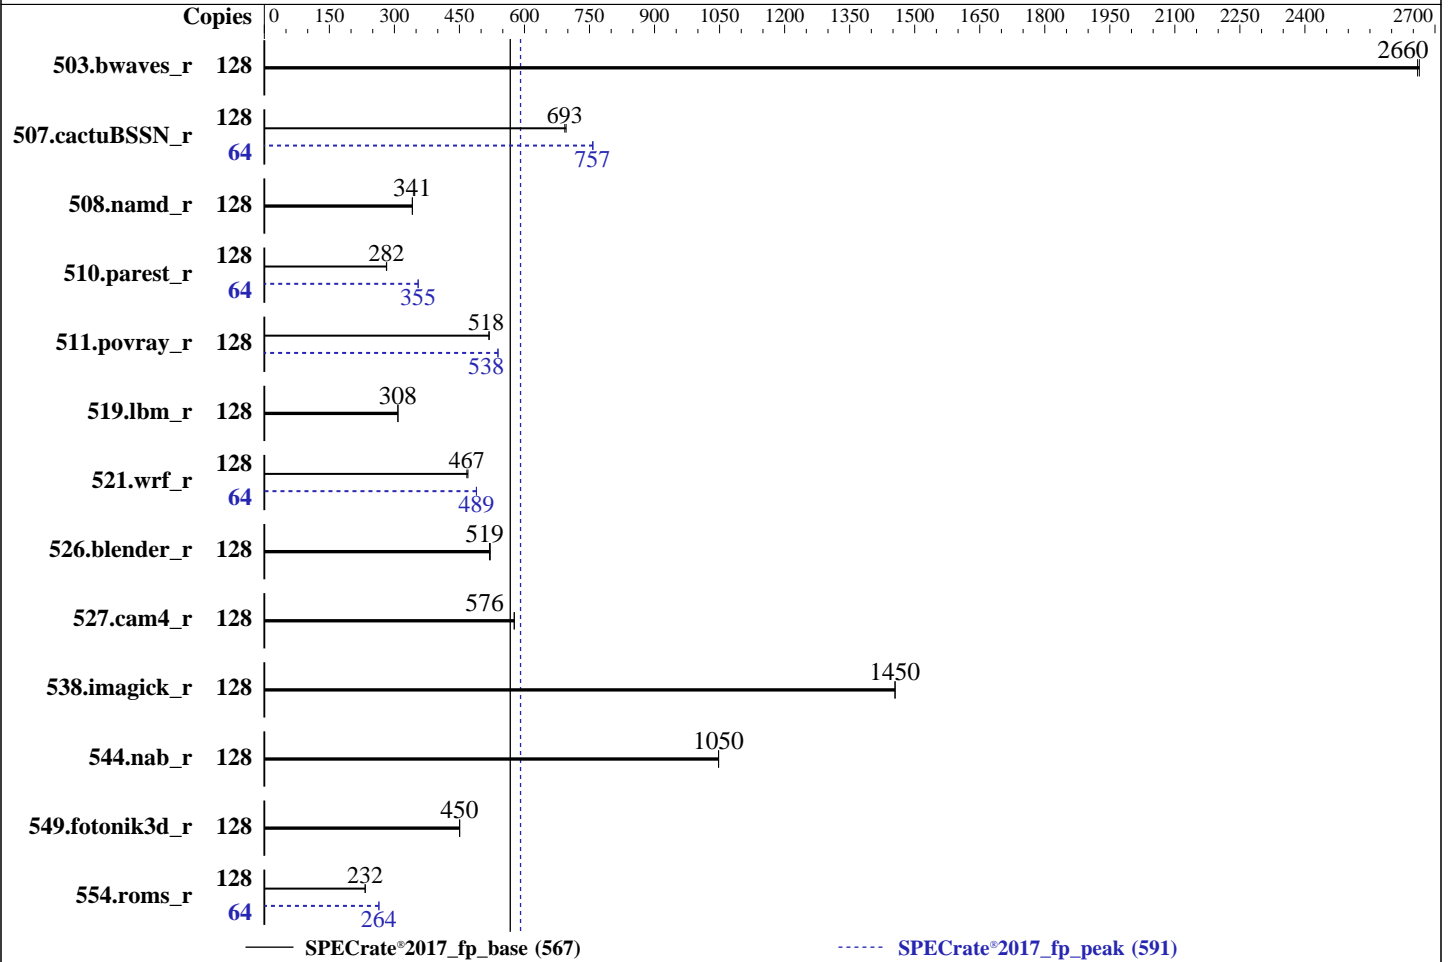 Copies 0 150 300 450 600 750 900 1050 1200 1350 1500 1650 1800 1950 2100 2250 2400 2700
503.bwaves_r 128 2660
507.cactuBSSN_r 128 693
64 757
508.namd_r 128 341
510.parest_r 128 282
64 355
511.povray_r 128 518
538
519.lbm_r 128 308
521.wrf_r 128 467
64 489
526.blender_r 128 519
527.cam4_r 128 576
538.imagick_r 128 1450
544.nab_r 128 1050
549.fotonik3d_r 128 450
554.roms_r 128 232
64 264
SPECrate®2017_fp_base (567) SPECrate®2017_fp_peak (591)